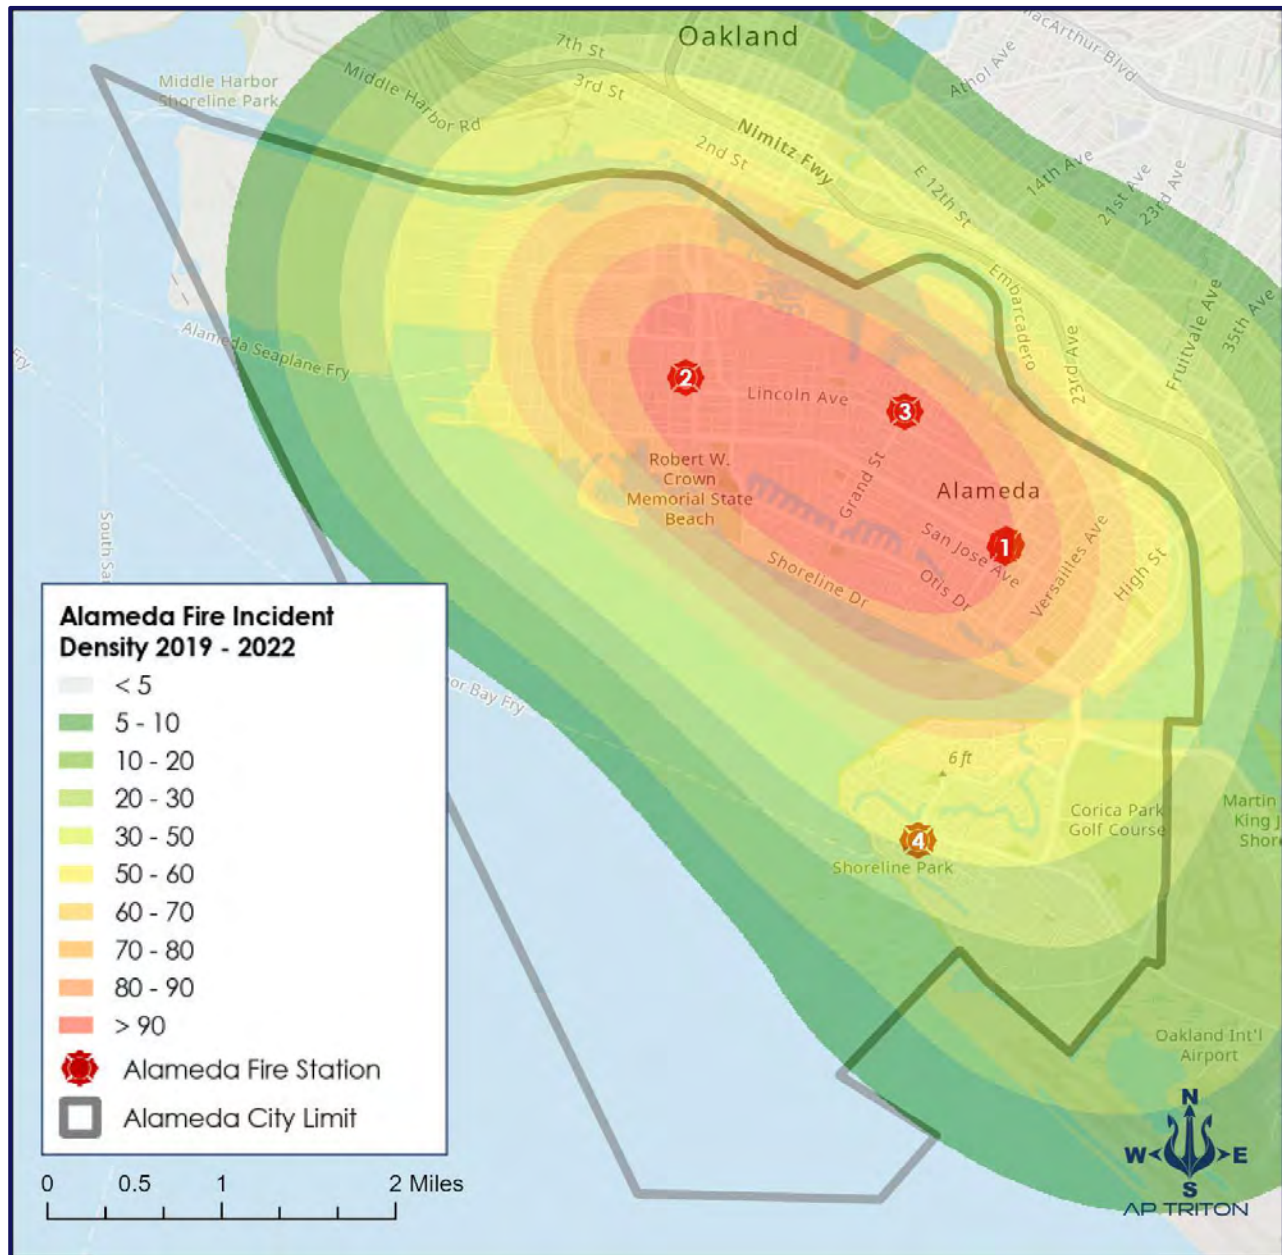 Oakland
MacArthur Blvd
7th St
Athol Ave
Middle Harbor
Shoreline Park
Middle Harbor Rd
3rd St
Nimitz Fwy
2nd St
E 12th St
14th Ave
21st Ave
23rd Ave
Embarcadero
Fruitvale Ave
35th Ave
23rd Ave
Alameda Seaplane Fry
Fry
2
Lincoln Ave
3
Robert W.
Crown
Memorial State
Beach
Grand St
Alameda
1
San Jose Ave
Otis Dr
Versailles Ave
High St
Shoreline Dr
South Sa
or Bay Fry
6 ft
Corica Park
Golf Course
Martin
King J
Shore
4
Shoreline Park
Oakland Int'l
Airport
Alameda Fire Incident
Density 2019 - 2022
< 5
5 - 10
10 - 20
20 - 30
30 - 50
50 - 60
60 - 70
70 - 80
80 - 90
> 90
Alameda Fire Station
Alameda City Limit
0 0.5 1 2 Miles
N
W E
S
AP TRITON